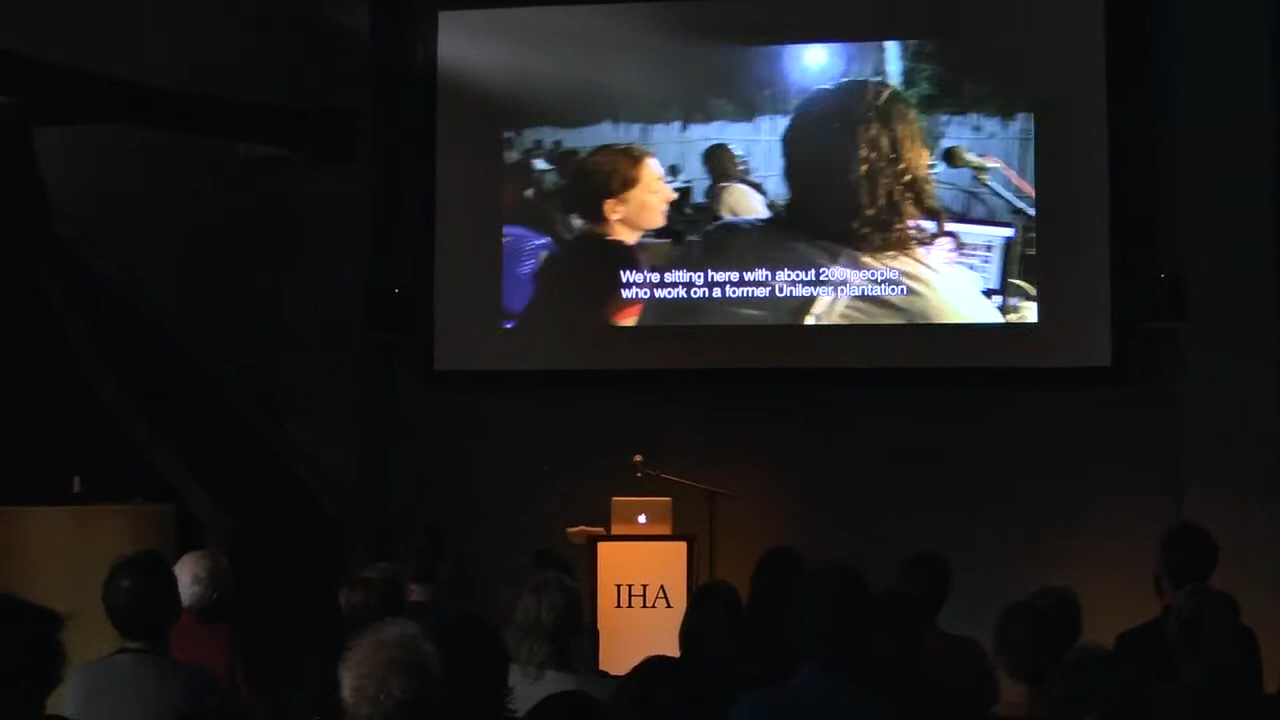 We're sitting here with about 200 people,
who work on a former Unilever plantation
IHA